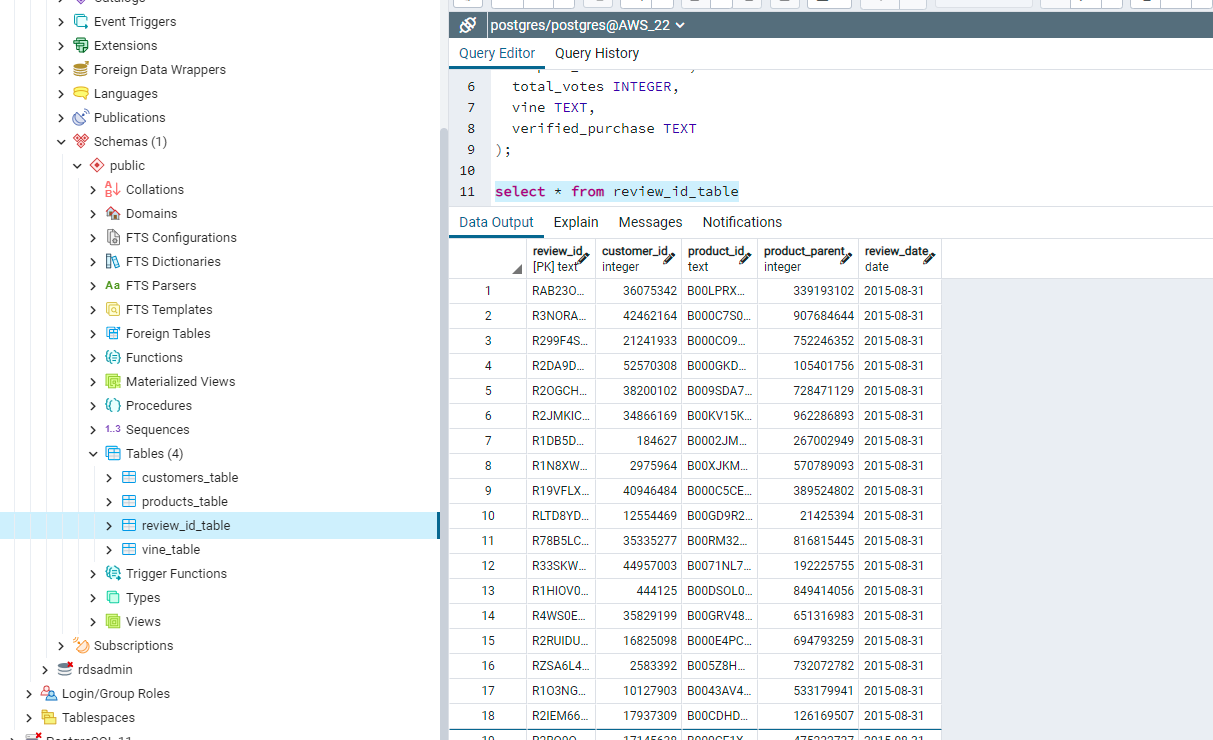 Event Triggers
Extensions
Foreign Data Wrappers
Languages
Publications
Schemas (1)
public
Collations
Domains
FTS Configurations
FTS Dictionaries
Aa FTS Parsers
FTS Templates
Foreign Tables
Functions
Materialized Views
Procedures
1..3 Sequences
Tables (4)
customers_table
products_table
review_id_table
vine_table
Trigger Functions
Types
Views
Subscriptions
rdsadmin
Login/Group Roles
Tablespaces
PostgreSQL 11
postgres/postgres@AWS_22
Query Editor Query History
6 total_votes INTEGER,
7 vine TEXT,
8 verified_purchase TEXT
9 );
10
11 select * from review_id_table
Data Output Explain Messages Notifications
review_id customer_id product_id product_parent review_date
[PK] text integer text integer date
1 RAB23O... 36075342 B00LPRX... 339193102 2015-08-31
2 R3NORA... 42462164 B000C7S0... 907684644 2015-08-31
3 R299F4S... 21241933 B000CO9... 752246352 2015-08-31
4 R2DA9D... 52570308 B000GKD... 105401756 2015-08-31
5 R2OGCH... 38200102 B009SDA7... 728471129 2015-08-31
6 R2JMKIC... 34866169 B00KV15K... 962286893 2015-08-31
7 R1DB5D... 184627 B0002JM... 267002949 2015-08-31
8 R1N8XW... 2975964 B00XJKM... 570789093 2015-08-31
9 R19VFLX... 40946484 B000C5CE... 389524802 2015-08-31
10 RLTD8YD... 12554469 B00GD9R2... 21425394 2015-08-31
11 R78B5LC... 35335277 B00RM32... 816815445 2015-08-31
12 R33SKW... 44957003 B0071NL7... 192225755 2015-08-31
13 R1HIOV0... 444125 B00DSOL0... 849414056 2015-08-31
14 R4WS0E... 35829199 B00GRV48... 651316983 2015-08-31
15 R2RUIDU... 16825098 B000E4PC... 694793259 2015-08-31
16 RZSA6L4... 2583392 B005Z8H... 732072782 2015-08-31
17 R1O3NG... 10127903 B0043AV4... 533179941 2015-08-31
18 R2IEM66... 17937309 B00CDHD... 126169507 2015-08-31